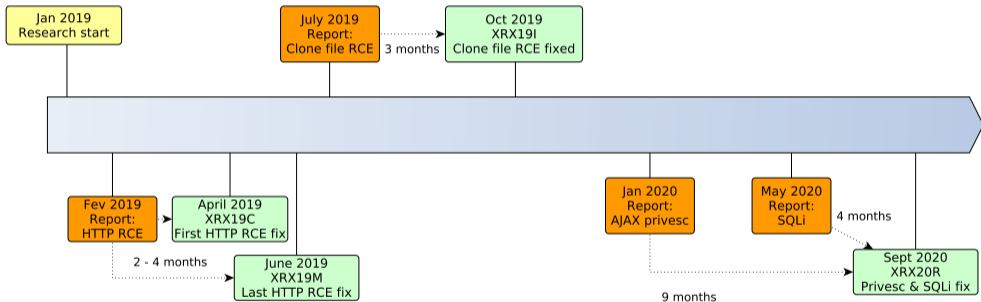 Jan 2019
Research start
July 2019
Report:
Clone file RCE
3 months
Oct 2019
XRX19I
Clone file RCE fixed
Fev 2019
Report:
HTTP RCE
April 2019
XRX19C
First HTTP RCE fix
2 - 4 months
June 2019
XRX19M
Last HTTP RCE fix
Jan 2020
Report:
AJAX privesc
May 2020
Report:
SQLi
4 months
Sept 2020
XRX20R
Privesc & SQLi fix
9 months